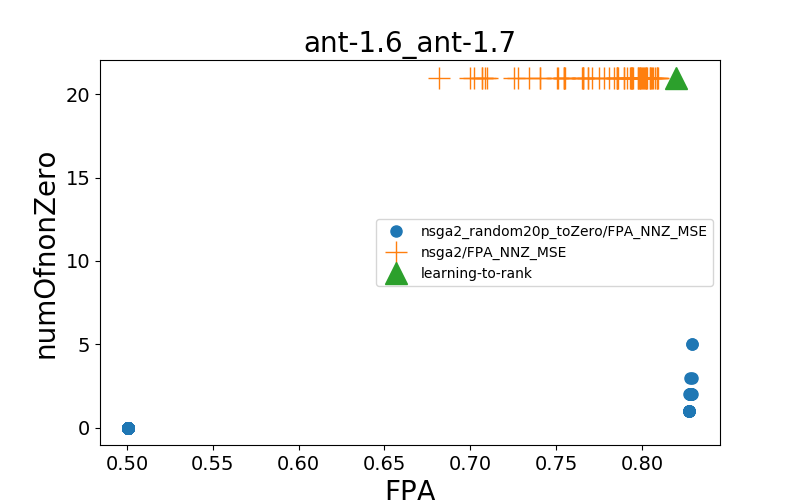 ant-1.6_ant-1.7
numOfnonZero
20
15
10
5
0
nsga2_random20p_toZero/FPA_NNZ_MSE
nsga2/FPA_NNZ_MSE
learning-to-rank
0.50 0.55 0.60 0.65 0.70 0.75 0.80
FPA